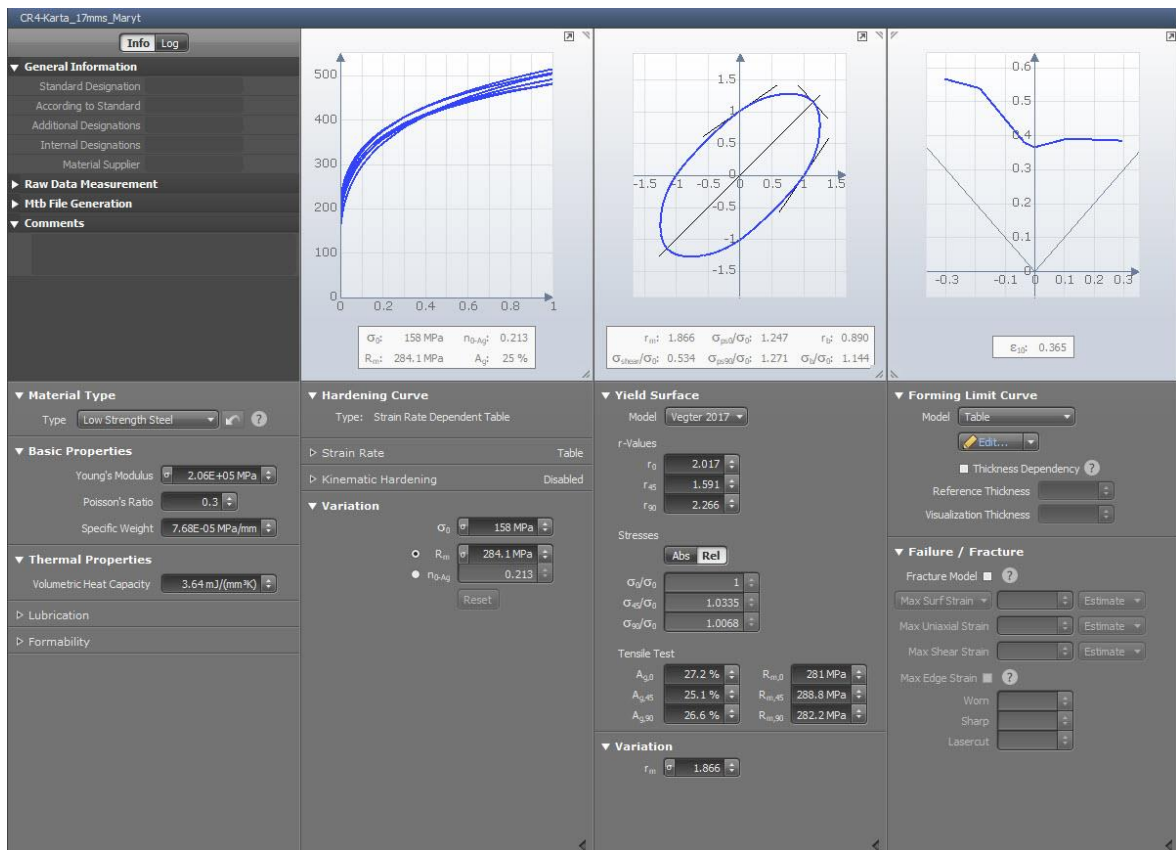 CR4-Karta_17mms_Maryt
Info Log
General Information
Standard Designation
According to Standard
Additional Designations
Internal Designations
Material Supplier
Raw Data Measurement
Mtb File Generation
Comments
500
400
300
200
100
0
0 0.2 0.4 0.6 0.8 1
σ0: 158 MPa n0-Ag: 0.213
Rm: 284.1 MPa Ag: 25 %
1.5
1
0.5
0
-1.5 -1 -0.5 0 0.5 1 1.5
-1
-1.5
rm: 1.866 σps0/σ0: 1.247 rb: 0.890
σshear/σ0: 0.534 σps90/σ0: 1.271 σb/σ0: 1.144
0.6
0.5
0.4
0.3
0.2
0.1
0
-0.3 -0.2 -0.1 0 0.1 0.2 0.3
ε10: 0.365
Material Type
Type Low Strength Steel ?
Basic Properties
Young's Modulus σ 2.06E+05 MPa
Poisson's Ratio 0.3
Specific Weight 7.68E-05 MPa/mm
Thermal Properties
Volumetric Heat Capacity 3.64 mJ/(mm³K)
Lubrication
Formability
Hardening Curve
Type: Strain Rate Dependent Table
Strain Rate Table
Kinematic Hardening Disabled
Variation
σ0 σ 158 MPa
Rm σ 284.1 MPa
n0-Ag 0.213
Reset
Yield Surface
Model Vegter 2017
r-Values
r0 2.017
r45 1.591
r90 2.266
Stresses
Abs Rel
σ0/σ0 1
σ45/σ0 1.0335
σ90/σ0 1.0068
Tensile Test
Ag,0 27.2 % Rm,0 281 MPa
Ag,45 25.1 % Rm,45 288.8 MPa
Ag,90 26.6 % Rm,90 282.2 MPa
Variation
rm σ 1.866
Forming Limit Curve
Model Table
Edit...
Thickness Dependency ?
Reference Thickness
Visualization Thickness
Failure / Fracture
Fracture Model ?
Max Surf Strain Estimate
Max Uniaxial Strain Estimate
Max Shear Strain Estimate
Max Edge Strain ?
Worn
Sharp
Lasercut